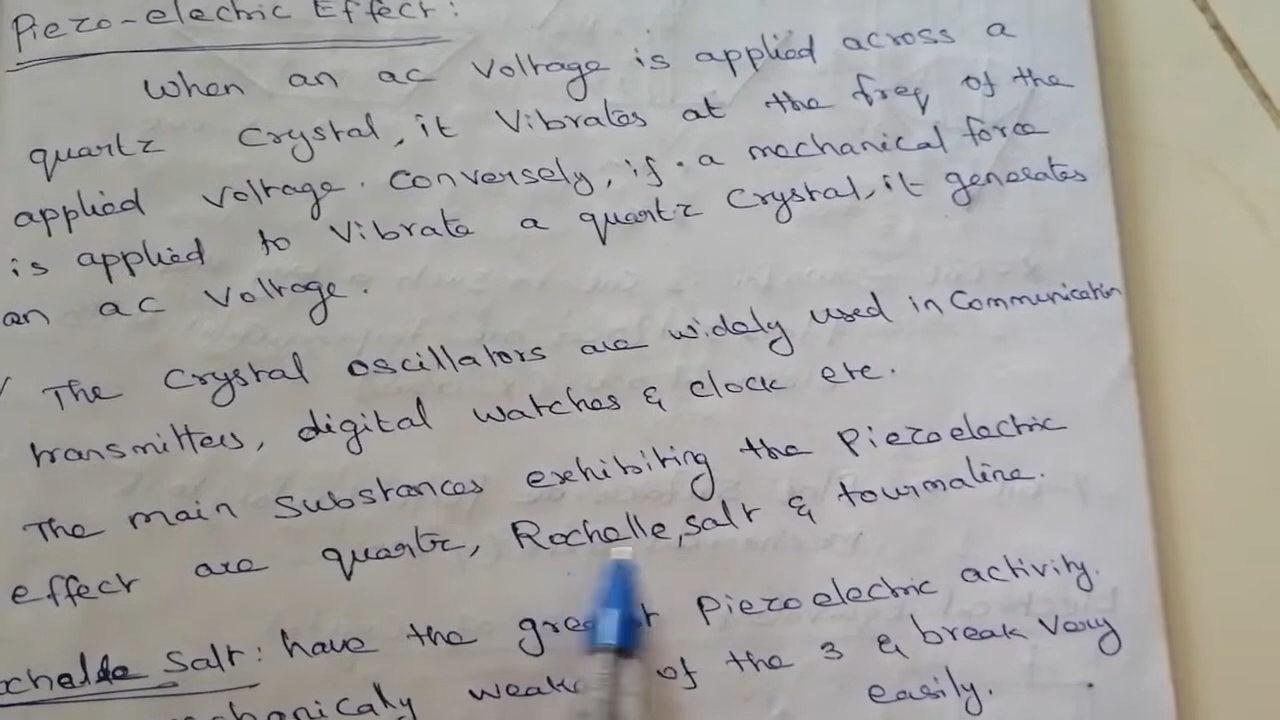 Piezo-electric Effect:
When an ac voltage is applied across a
quartz crystal, it vibrates at the freq of the
applied voltage. Conversely, if a mechanical force
is applied to vibrate a quartz crystal, it generates
an ac voltage.
The crystal oscillators are widely used in Communication
transmitters, digital watches & clock etc.
The main substances exhibiting the piezoelectric
effect are quartz, Rochelle, salt & tourmaline.
salt: have the piezoelectric activity.
of the 3 & break very
easily.